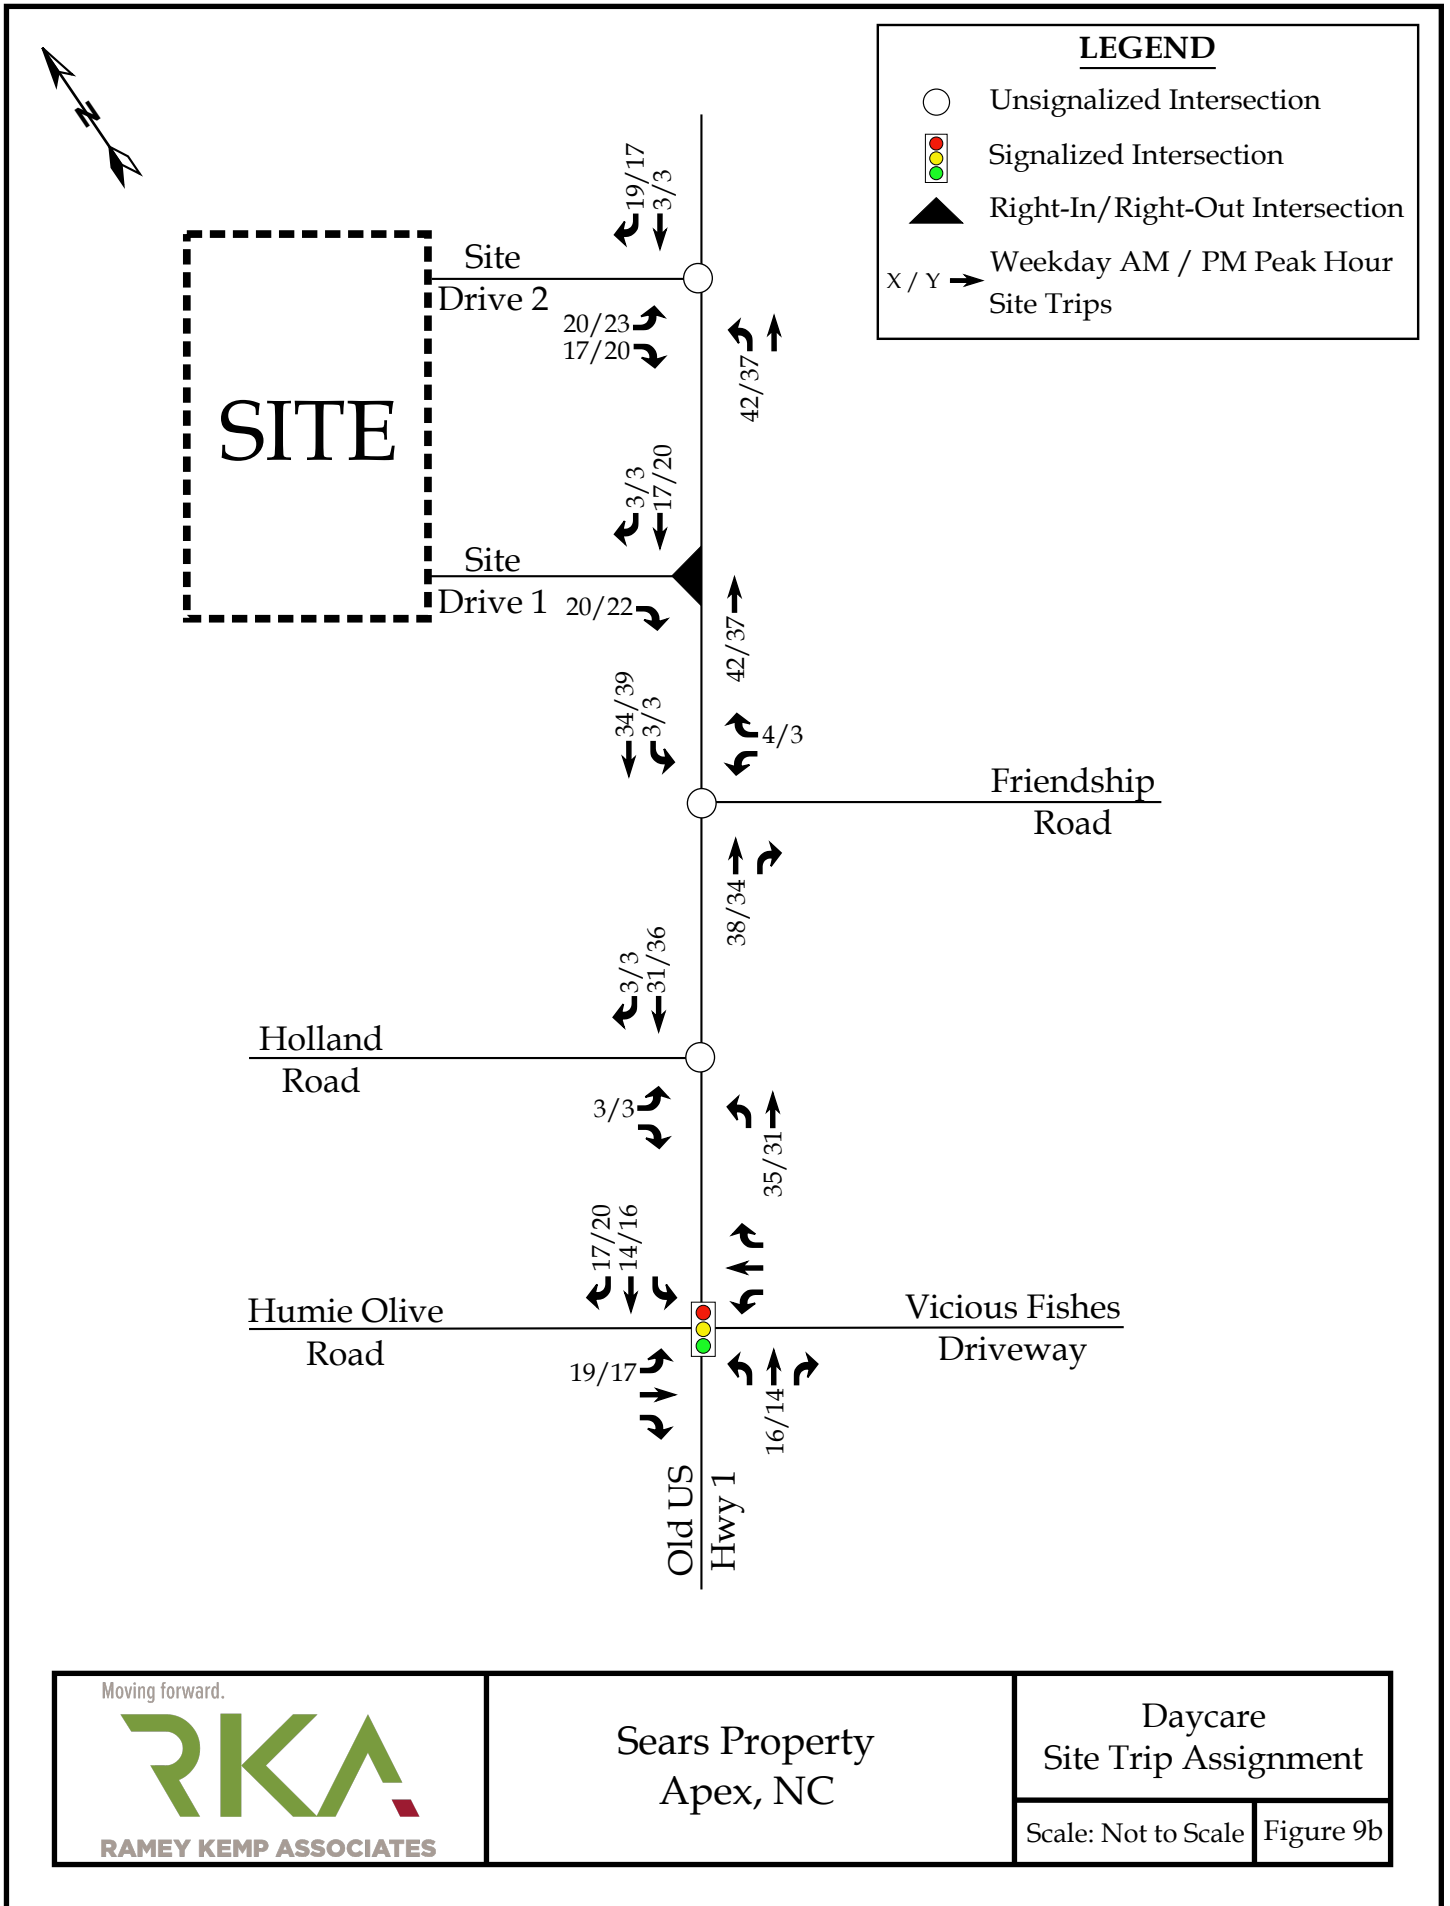 N
LEGEND
Unsignalized Intersection
Signalized Intersection
Right-In/Right-Out Intersection
X / Y
Weekday AM / PM Peak Hour
Site Trips
19/17
3/3
Site
Drive 2
20/23
17/20
42/37
SITE
3/3
17/20
Site
Drive 1
20/22
42/37
34/39
3/3
4/3
Friendship
Road
38/34
3/3
31/36
Holland
Road
3/3
35/31
17/20
14/16
Humie Olive
Road
Vicious Fishes
Driveway
19/17
16/14
Old US
Hwy 1
Moving forward.
RKA
RAMEY KEMP ASSOCIATES
Sears Property
Apex, NC
Daycare
Site Trip Assignment
Scale: Not to Scale
Figure 9b